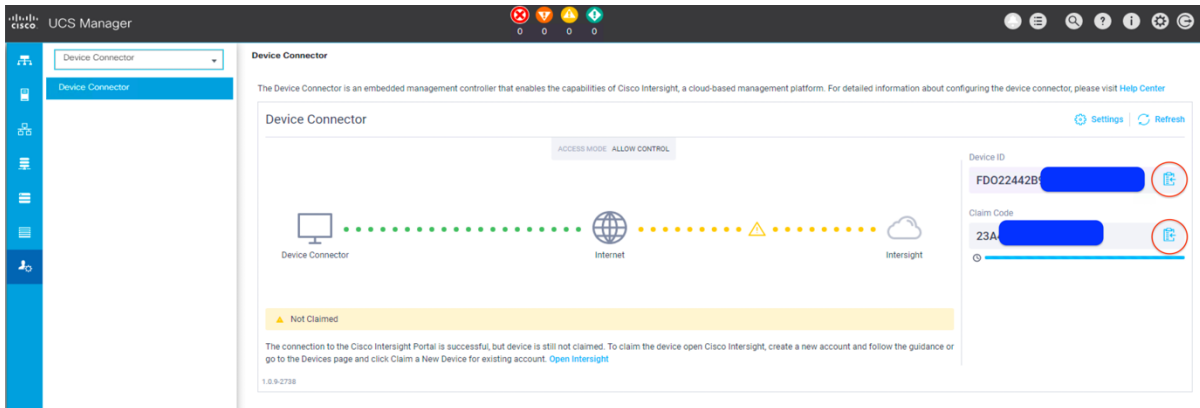 cisco UCS Manager
0 0 0 0
Device Connector
Device Connector
Device Connector
The Device Connector is an embedded management controller that enables the capabilities of Cisco Intersight, a cloud-based management platform. For detailed information about configuring the device connector, please visit Help Center
Device Connector
Settings Refresh
ACCESS MODE ALLOW CONTROL
Device Connector
Internet
Intersight
Device ID
FDO22442B
Claim Code
23A
Not Claimed
The connection to the Cisco Intersight Portal is successful, but device is still not claimed. To claim the device open Cisco Intersight, create a new account and follow the guidance or
go to the Devices page and click Claim a New Device for existing account. Open Intersight
1.0.9-2738